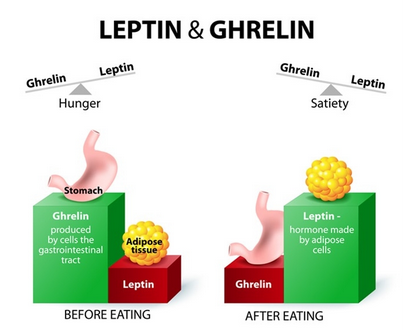 LEPTIN & GHRELIN
Ghrelin
Leptin
Hunger
Ghrelin
Leptin
Satiety
Stomach
Ghrelin
produced
by cells the
gastrointestinal
tract
Adipose
tissue
Leptin
BEFORE EATING
Leptin -
hormone made
by adipose
cells
Ghrelin
AFTER EATING